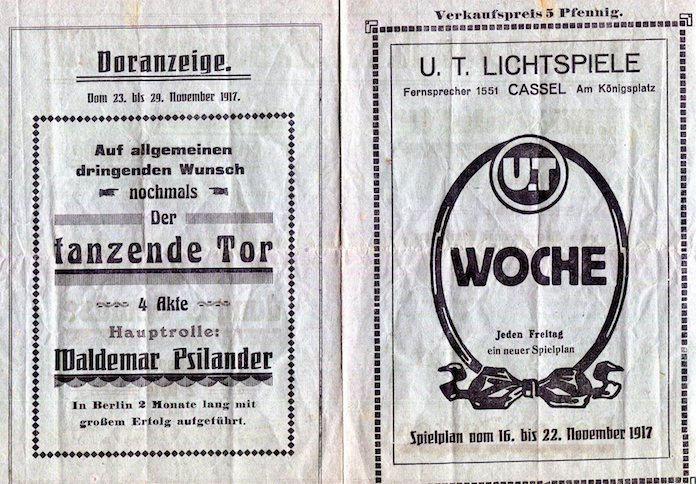 Voranzeige.
Vom 23. bis 29. November 1917.
Auf allgemeinen
dringenden Wunsch
nochmals
Der
tanzende Tor
4 Akte
Hauptrolle:
Waldemar Psilander
In Berlin 2 Monate lang mit
großem Erfolg aufgeführt.
Verkaufspreis 5 Pfennig.
U. T. LICHTSPIELE
Fernsprecher 1551 CASSEL Am Königsplatz
U.T
WOCHE
Jeden Freitag
ein neuer Spielplan
Spielplan vom 16. bis 22. November 1917